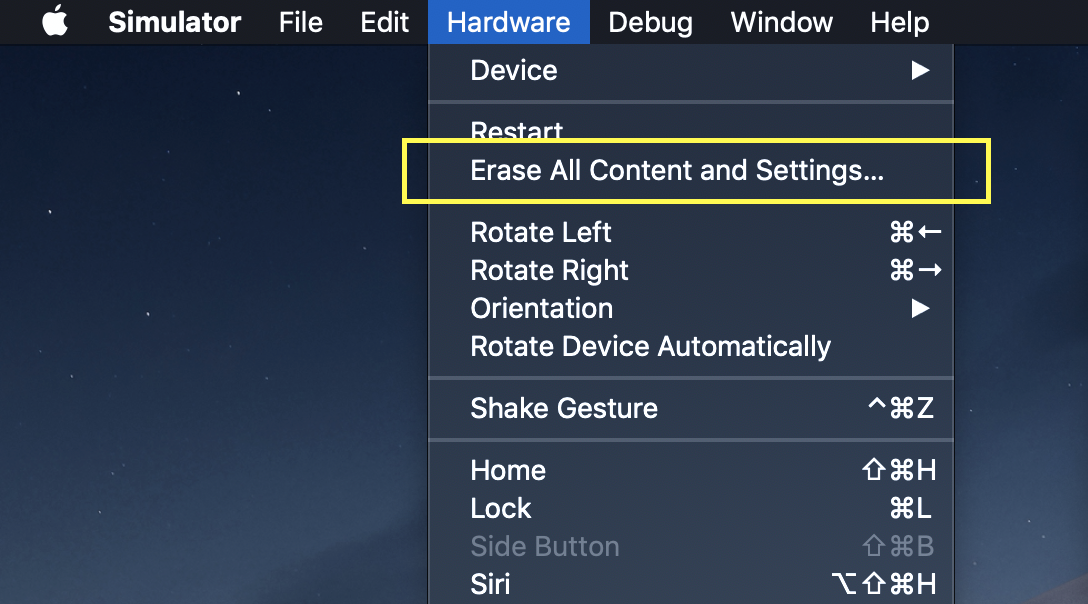 Simulator File Edit Hardware Debug Window Help
Device ▶
Restart
Erase All Content and Settings...
Rotate Left ⌘←
Rotate Right ⌘→
Orientation ▶
Rotate Device Automatically
Shake Gesture ^⌘Z
Home ⇧⌘H
Lock ⌘L
Side Button ⇧⌘B
Siri ⌥⇧⌘H